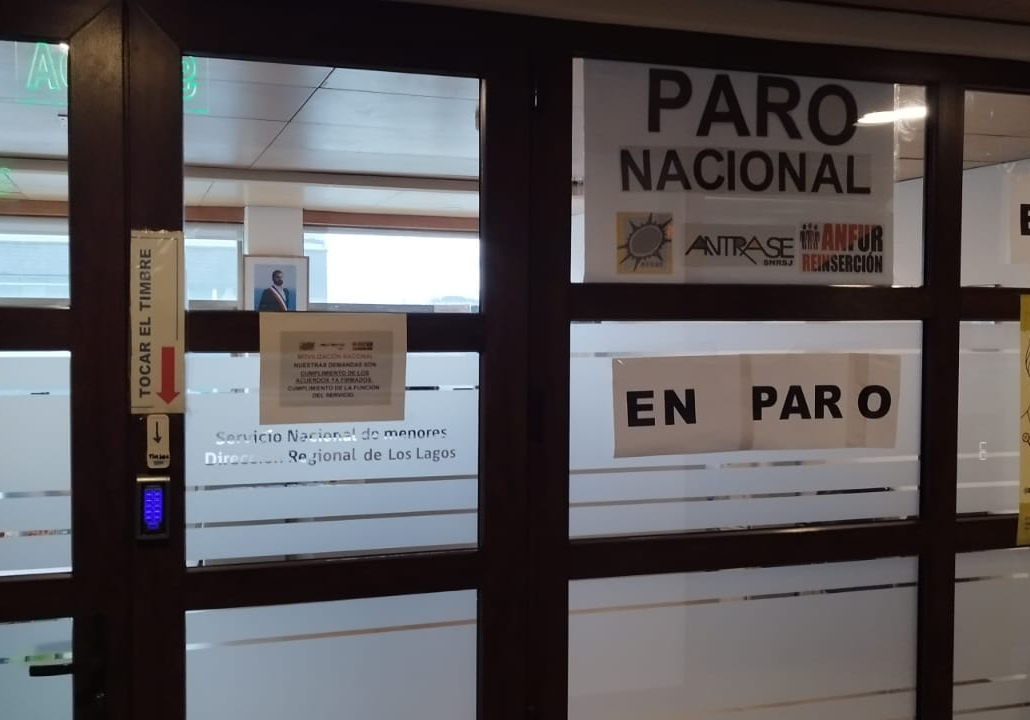 PARO
NACIONAL
ANTRASE
SNRSJ
ANFUR
REINSERCIÓN
TOCAR EL TIMBRE
MOVILIZACIÓN NACIONAL
NUESTRAS DEMANDAS SON
CUMPLIMIENTO DE LOS
ACUERDOS YA FIRMADOS.
CUMPLIMIENTO DE LA FUNCIÓN
DEL SERVICIO.
EN PARO
Servicio Nacional de menores
Dirección Regional de Los Lagos